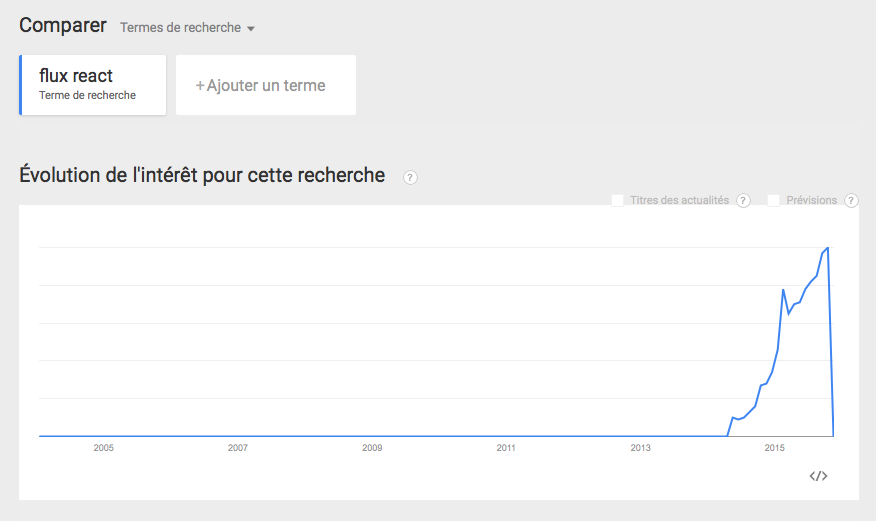 Comparer Termes de recherche
flux react
Terme de recherche
+Ajouter un terme
Évolution de l'intérêt pour cette recherche ?
Titres des actualités ? Prévisions ?
2005 2007 2009 2011 2013 2015
</>